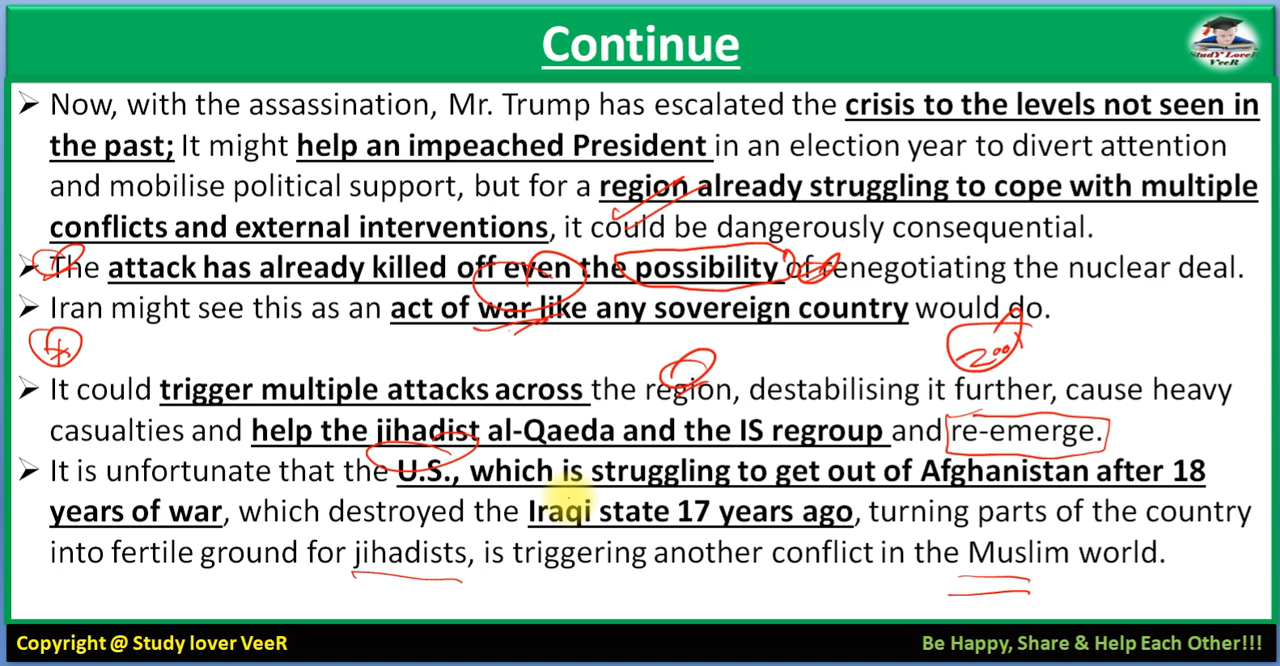 Continue
StudY LoveR
VeeR
➢ Now, with the assassination, Mr. Trump has escalated the crisis to the levels not seen in
the past; It might help an impeached President in an election year to divert attention
and mobilise political support, but for a region already struggling to cope with multiple
conflicts and external interventions, it could be dangerously consequential.
➢ The attack has already killed off even the possibility of renegotiating the nuclear deal.
➢ Iran might see this as an act of war like any sovereign country would do.
2001
➢ It could trigger multiple attacks across the region, destabilising it further, cause heavy
casualties and help the jihadist al-Qaeda and the IS regroup and re-emerge.
➢ It is unfortunate that the U.S., which is struggling to get out of Afghanistan after 18
years of war, which destroyed the Iraqi state 17 years ago, turning parts of the country
into fertile ground for jihadists, is triggering another conflict in the Muslim world.
Copyright @ Study lover VeeR
Be Happy, Share & Help Each Other!!!